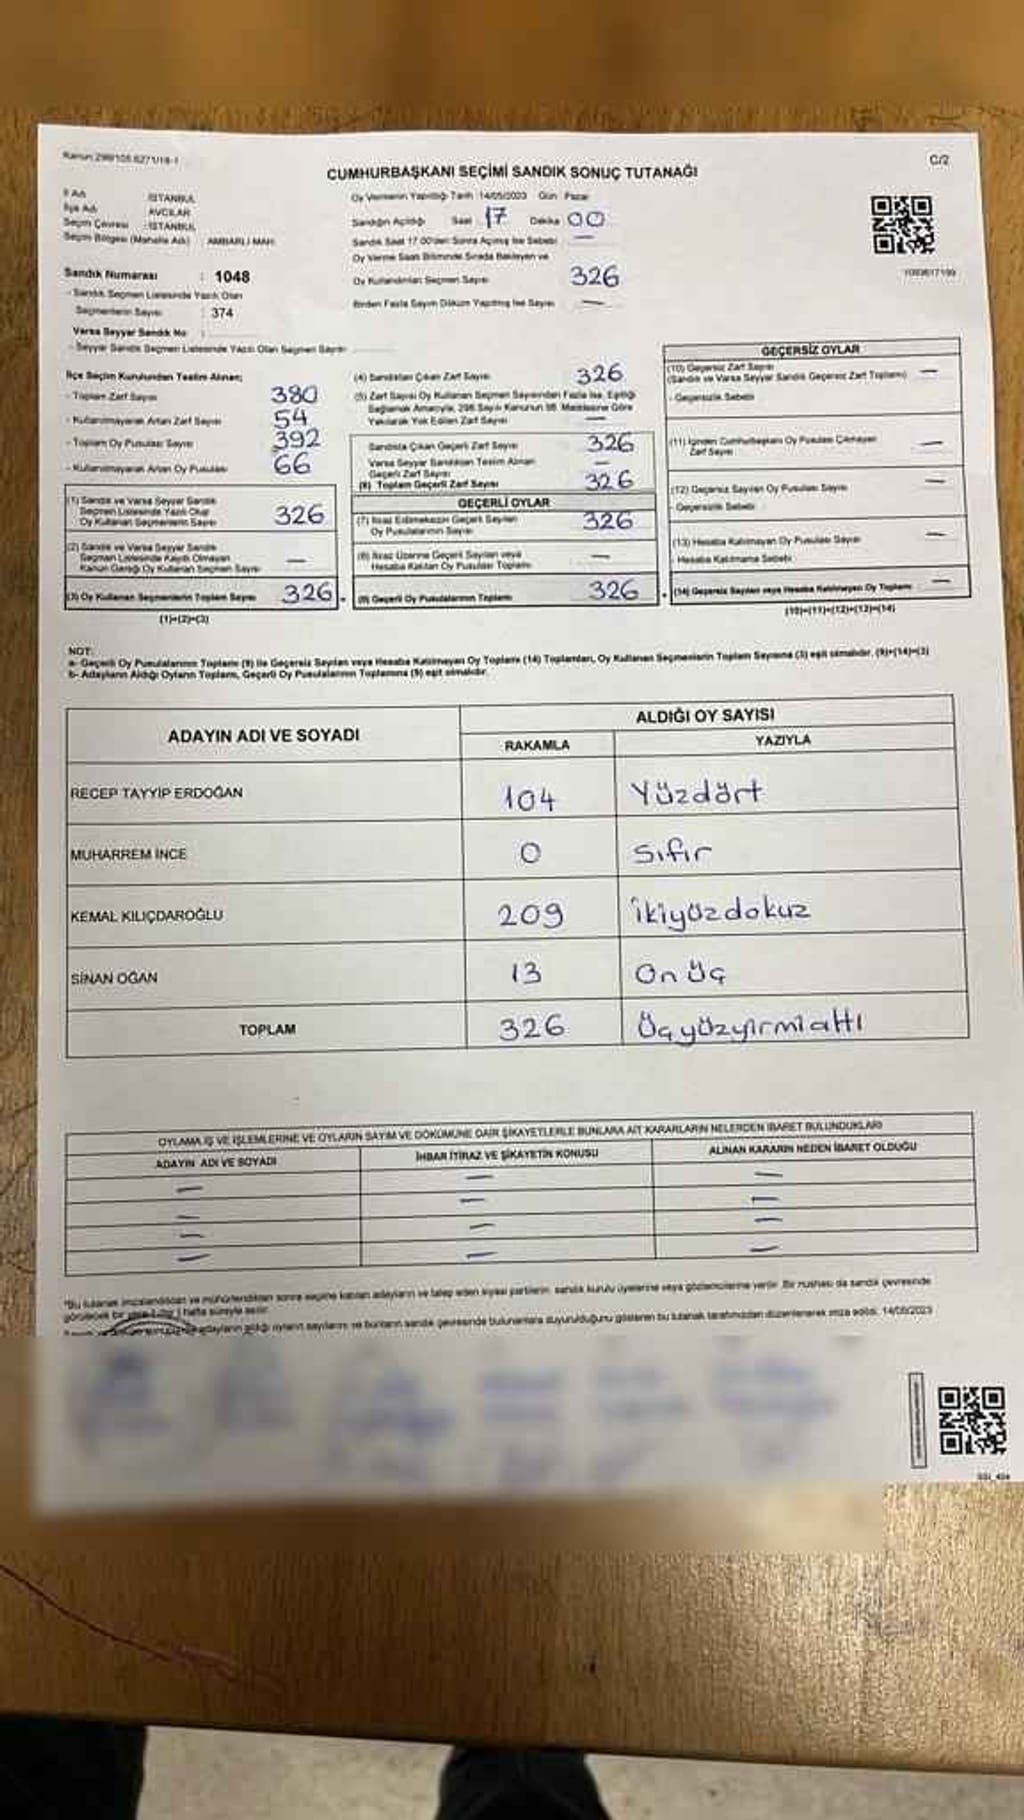 Kanun:298/105.6271/18-1
C/2
CUMHURBAŞKANI SEÇİMİ SANDIK SONUÇ TUTANAĞI
İl Adı : İSTANBUL
İlçe Adı : AVCILAR
Seçim Çevresi : İSTANBUL
Seçim Bölgesi (Mahalle Adı) : AMBARLI MAH.
Sandık Numarası : 1048
- Sandık Seçmen Listesinde Yazılı Olan
Seçmenlerin Sayısı : 374
Varsa Seyyar Sandık No :
- Seyyar Sandık Seçmen Listesinde Yazılı Olan Seçmen Sayısı
Oy Vermenin Yapıldığı Tarih :14/05/2023 Gün : Pazar
Sandığın Açıldığı Saat 17 Dakika 00
Sandık Saat 17.00'den Sonra Açılmış İse Sebebi —
Oy Verme Saati Bitiminde Sırada Bekleyen ve
Oy Kullandırılan Seçmen Sayısı 326
Birden Fazla Sayım Döküm Yapılmış İse Sayısı —
İlçe Seçim Kurulundan Teslim Alınan;
- Toplam Zarf Sayısı 380
- Kullanılmayarak Artan Zarf Sayısı 54
- Toplam Oy Pusulası Sayısı 392
- Kullanılmayarak Artan Oy Pusulası 66
(1) Sandık ve Varsa Seyyar Sandık
Seçmen Listesinde Yazılı Olup
Oy Kullanan Seçmenlerin Sayısı 326
(2) Sandık ve Varsa Seyyar Sandık
Seçmen Listesinde Kayıtlı Olmayan
Kanun Gereği Oy Kullanan Seçmen Sayısı —
(3) Oy Kullanan Seçmenlerin Toplam Sayısı 326
(1)+(2)=(3)
(4) Sandıktan Çıkan Zarf Sayısı 326
(5) Zarf Sayısı Oy Kullanan Seçmen Sayısından Fazla İse, Eşitliği
Sağlamak Amacıyla, 298 Sayılı Kanunun 98. Maddesine Göre
Yakılarak Yok Edilen Zarf Sayısı —
Sandıkta Çıkan Geçerli Zarf Sayısı 326
Varsa Seyyar Sandıktan Teslim Alınan
Geçerli Zarf Sayısı —
(6) Toplam Geçerli Zarf Sayısı 326
GEÇERLİ OYLAR
(7) İtiraz Edilmeksizin Geçerli Sayılan
Oy Pusulalarının Sayısı 326
(8) İtiraz Üzerine Geçerli Sayılan veya
Hesaba Katılan Oy Pusulası Toplamı —
(9) Geçerli Oy Pusulalarının Toplamı 326
GEÇERSİZ OYLAR
(10) Geçersiz Zarf Sayısı
(Sandık ve Varsa Seyyar Sandık Geçersiz Zarf Toplamı) —
- Geçersizlik Sebebi
(11) İçinden Cumhurbaşkanı Oy Pusulası Çıkmayan
Zarf Sayısı —
(12) Geçersiz Sayılan Oy Pusulası Sayısı —
- Geçersizlik Sebebi
(13) Hesaba Katılmayan Oy Pusulası Sayısı —
- Hesaba Katılmama Sebebi
(14) Geçersiz Sayılan veya Hesaba Katılmayan Oy Toplamı —
(10)+(11)+(12)+(13)=(14)
NOT:
a- Geçerli Oy Pusulalarının Toplamı (9) ile Geçersiz Sayılan veya Hesaba Katılmayan Oy Toplamı (14) Toplamları, Oy Kullanan Seçmenlerin Toplam Sayısına (3) eşit olmalıdır. (9)+(14)=(3)
b- Adayların Aldığı Oyların Toplamı, Geçerli Oy Pusulalarının Toplamına (9) eşit olmalıdır.
ADAYIN ADI VE SOYADI
ALDIĞI OY SAYISI
RAKAMLA YAZIYLA
RECEP TAYYİP ERDOĞAN 104 Yüzdört
MUHARREM İNCE 0 Sıfır
KEMAL KILIÇDAROĞLU 209 ikiyüzdokuz
SİNAN OĞAN 13 On üç
TOPLAM 326 Üçyüzyirmialtı
OYLAMA İŞ VE İŞLEMLERİNE VE OYLARIN SAYIM VE DÖKÜMÜNE DAİR ŞİKAYETLERLE BUNLARA AİT KARARLARIN NELERDEN İBARET BULUNDUKLARI
ADAYIN ADI VE SOYADI İHBAR İTİRAZ VE ŞİKAYETİN KONUSU ALINAN KARARIN NEDEN İBARET OLDUĞU
— — —
— — —
— — —
— — —
*Bu tutanak imzalandıktan ve mühürlendikten sonra seçime katılan adayların ve talep eden siyasi partilerin sandık kurulu üyelerine veya gözlemcilerine verilir. Bir nüshası da sandık çevresinde
görülecek bir yere 1 (bir) hafta süreyle asılır.
adayların aldığı oyların sayılarını ve bunların sandık çevresinde bulunanlara duyurulduğunu gösteren bu tutanak tarafımızdan düzenlenerek imza edildi. 14/05/2023